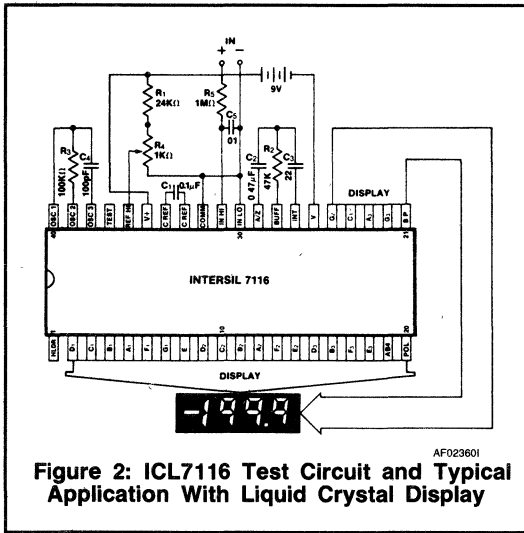 IN
+ −
R1
24KΩ
R5
1MΩ
9V
R3
100KΩ
C4
100pF
R4
1KΩ
C5
01
C1 0.1μF
C2
0 47μF
R2
47K
C3
22
DISPLAY
OSC 1 OSC 2 OSC 3 TEST REF HI V+ C REF C REF COMM IN HI IN LO A/Z BUFF INT V G2 C3 A3 G3 B P
40 30 21
INTERSIL 7116
1 10 20
HLDR D1 C1 B1 A1 F1 G1 E D2 C2 B2 A2 F2 E2 D3 B3 F3 E3 AB4 POL
DISPLAY
-199.9
AF02360I
Figure 2: ICL7116 Test Circuit and Typical
Application With Liquid Crystal Display